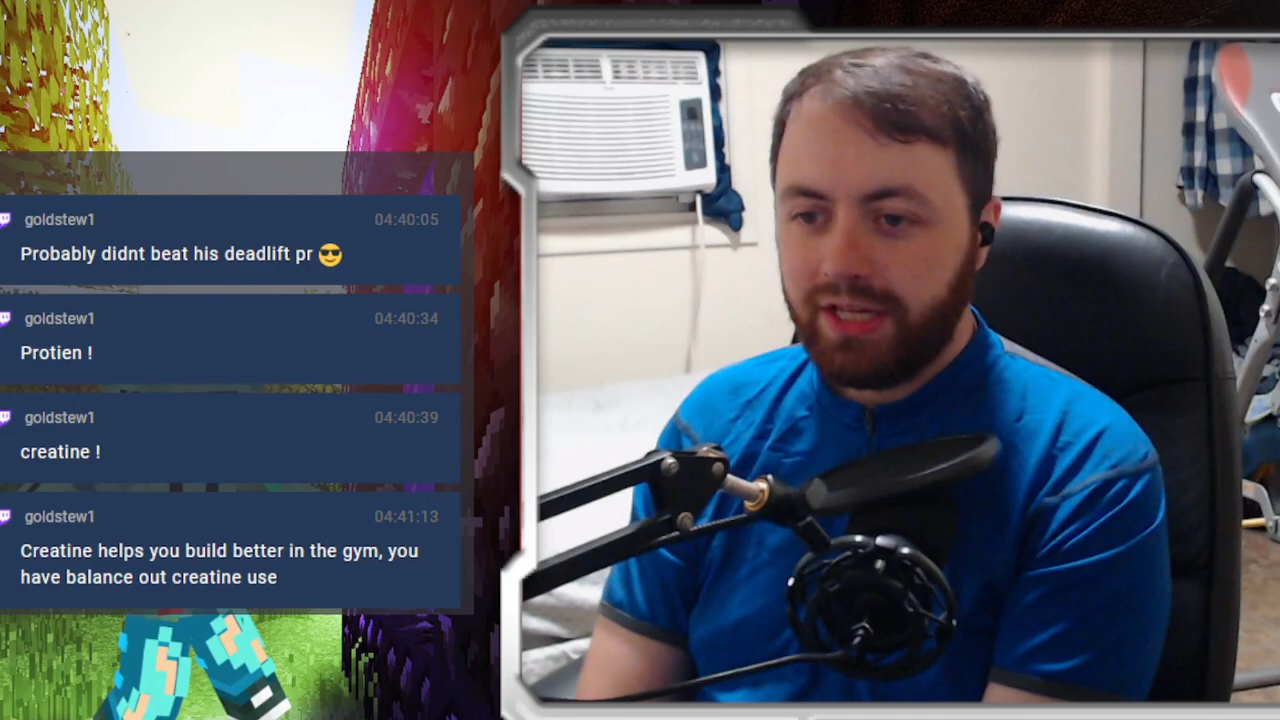 goldstew1 04:40:05
Probably didnt beat his deadlift pr 😎
goldstew1 04:40:34
Protien !
goldstew1 04:40:39
creatine !
goldstew1 04:41:13
Creatine helps you build better in the gym, you
have balance out creatine use